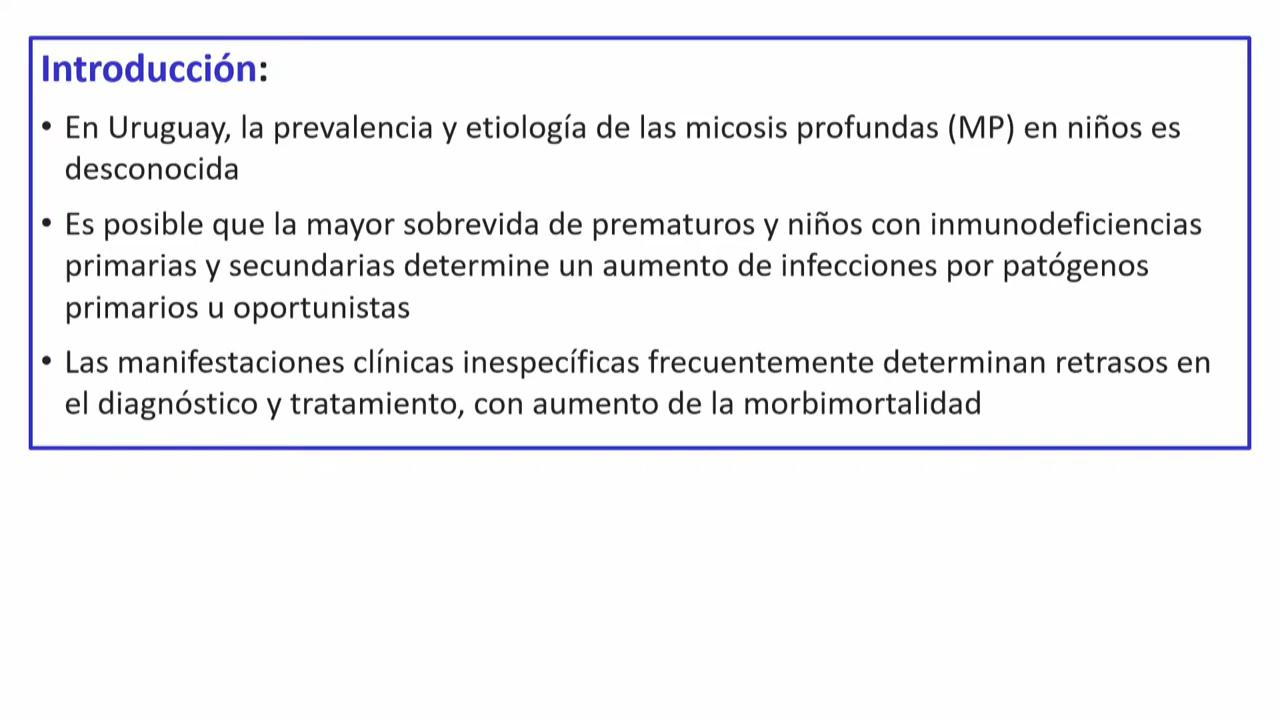 Introducción:
• En Uruguay, la prevalencia y etiología de las micosis profundas (MP) en niños es
desconocida
• Es posible que la mayor sobrevida de prematuros y niños con inmunodeficiencias
primarias y secundarias determine un aumento de infecciones por patógenos
primarios u oportunistas
• Las manifestaciones clínicas inespecíficas frecuentemente determinan retrasos en
el diagnóstico y tratamiento, con aumento de la morbimortalidad